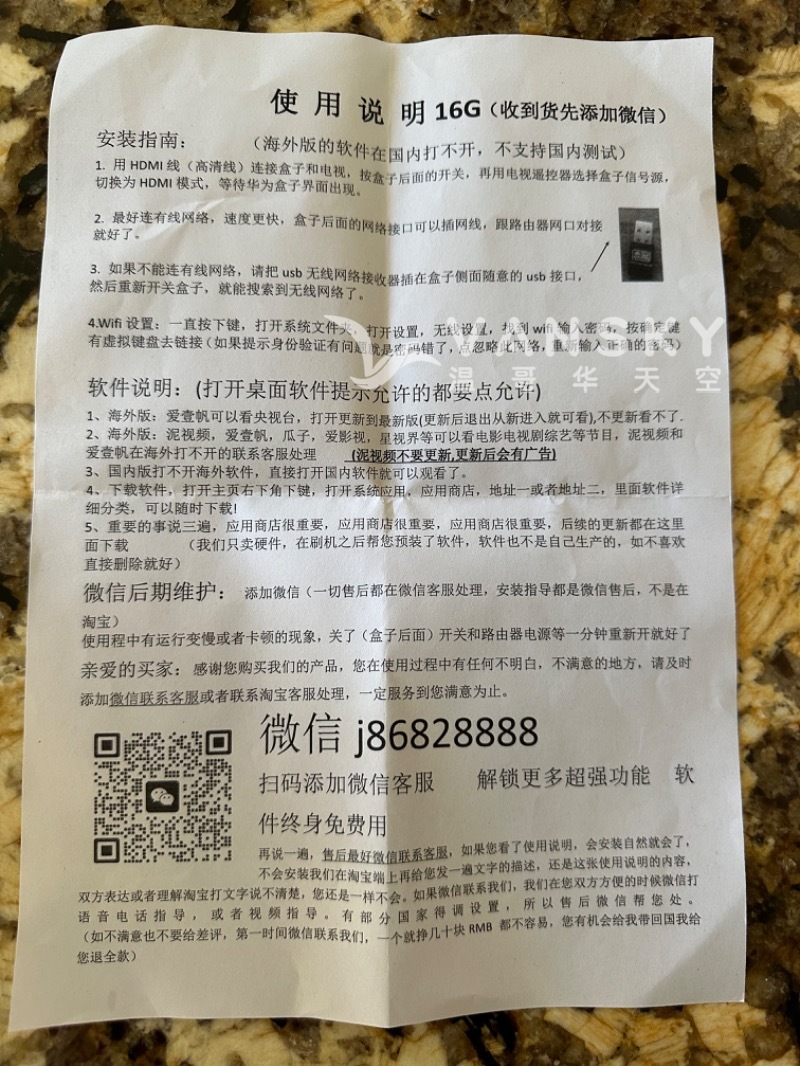 使用说明16G（收到货先添加微信）
安装指南：（海外版的软件在国内打不开，不支持国内测试）
1. 用HDMI线（高清线）连接盒子和电视，按盒子后面的开关，再用电视遥控器选择盒子信号源，
切换为HDMI模式，等待华为盒子界面出现。
2. 最好连有线网络，速度更快，盒子后面的网络接口可以插网线，跟路由器网口对接
就好了。
3. 如果不能连有线网络，请把usb无线网络接收器插在盒子侧面随意的usb接口，
然后重新开关盒子，就能搜索到无线网络了。
4.Wifi设置：一直按下键，打开系统文件夹，打开设置，无线设置，找到wifi输入密码，按确定键
有虚拟键盘去链接（如果提示身份验证有问题就是密码错了，点忽略此网络，重新输入正确的密码）
VANSKY
温哥华天空
软件说明：(打开桌面软件提示允许的都要点允许)
1、海外版：爱壹帆可以看央视台，打开更新到最新版(更新后退出从新进入就可看),不更新看不了.
2、海外版：泥视频，爱壹帆，瓜子，爱影视，星视界等可以看电影电视剧综艺等节目，泥视频和
爱壹帆在海外打不开的联系客服处理 (泥视频不要更新,更新后会有广告)
3、国内版打不开海外软件，直接打开国内软件就可以观看了。
4、下载软件，打开主页右下角下键，打开系统应用，应用商店，地址一或者地址二，里面软件详
细分类，可以随时下载!
5、重要的事说三遍，应用商店很重要，应用商店很重要，应用商店很重要，后续的更新都在这里
面下载 （我们只卖硬件，在刷机之后帮您预装了软件，软件也不是自己生产的，如不喜欢
直接删除就好）
微信后期维护：添加微信（一切售后都在微信客服处理，安装指导都是微信售后，不是在
淘宝）
使用程中有运行变慢或者卡顿的现象，关了（盒子后面）开关和路由器电源等一分钟重新开就好了
亲爱的买家：感谢您购买我们的产品，您在使用过程中有任何不明白，不满意的地方，请及时
添加微信联系客服或者联系淘宝客服处理，一定服务到您满意为止。
微信 j86828888
扫码添加微信客服 解锁更多超强功能 软
件终身免费用
再说一遍，售后最好微信联系客服，如果您看了使用说明，会安装自然就会了，
不会安装我们在淘宝端上再给您发一遍文字的描述，还是这张使用说明的内容，
双方表达或者理解淘宝打文字说不清楚，您还是一样不会。如果微信联系我们，我们在您双方方便的时候微信打
语音电话指导，或者视频指导。有部分国家得调设置，所以售后微信帮您处。
（如不满意也不要给差评，第一时间微信联系我们，一个就挣几十块RMB 都不容易，您有机会给我带回国我给
您退全款）